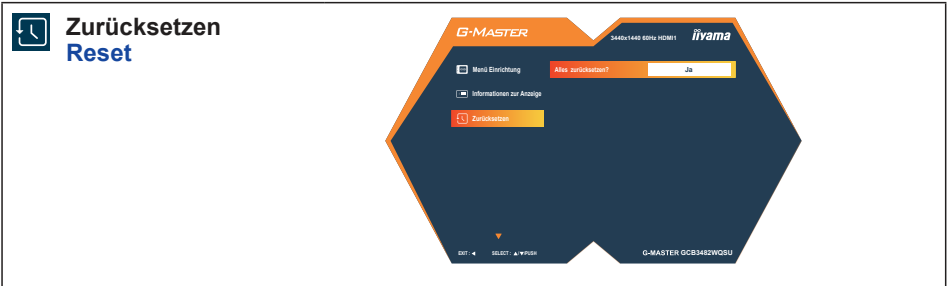 Zurücksetzen
Reset
G-MASTER
3440x1440 60Hz HDMI1
iiyama
Menü Einrichtung
Alles zurücksetzen?
Ja
Informationen zur Anzeige
Zurücksetzen
EXIT : ◀ SELECT : ▲/▼/PUSH
G-MASTER GCB3482WQSU